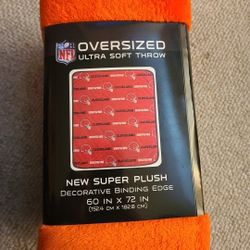 NFL
OVERSIZED
ULTRA SOFT THROW
NEW SUPER PLUSH
DECORATIVE BINDING EDGE
60 IN X 72 IN
(152.4 CM X 182.8 CM)